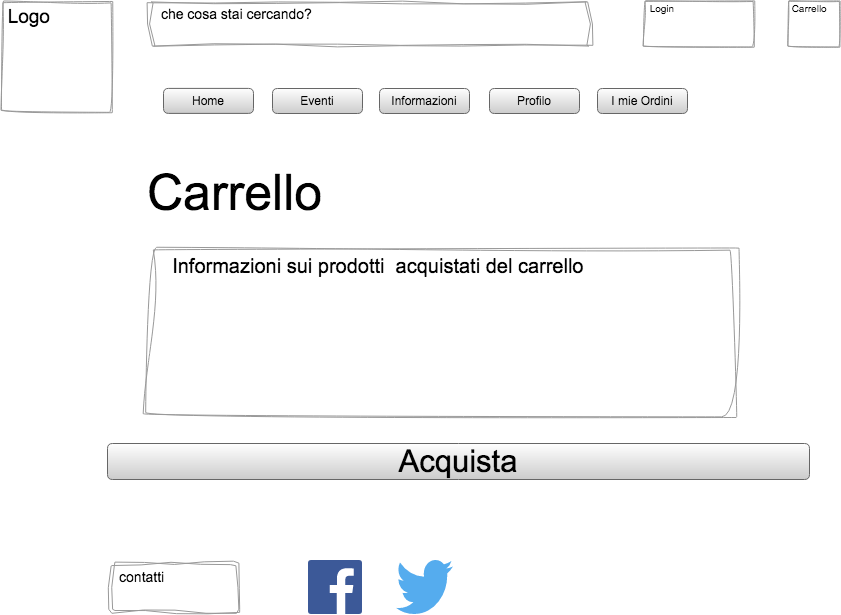 Logo
che cosa stai cercando?
Login
Carrello
Home
Eventi
Informazioni
Profilo
I mie Ordini
Carrello
Informazioni sui prodotti  acquistati del carrello
Acquista
contatti